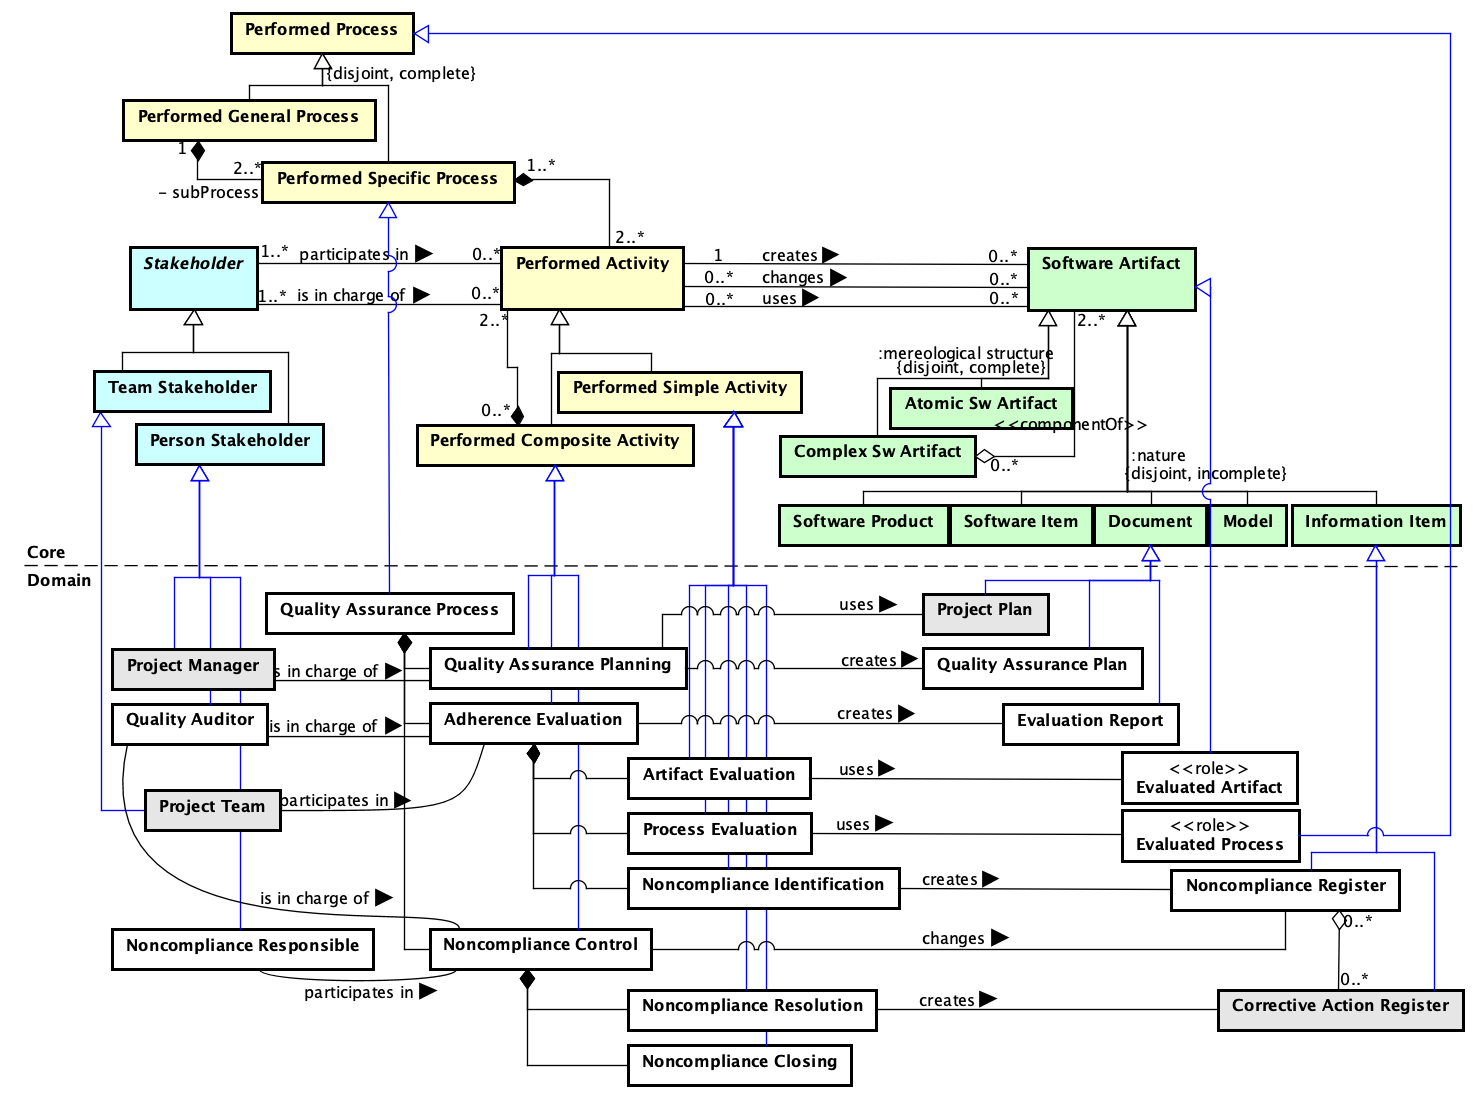 Performed Process
{disjoint, complete}
Performed General Process
1
2..*
- subProcess
Performed Specific Process
1..*
2..*
Stakeholder
1..*
participates in
0..*
1..*
is in charge of
0..*
Performed Activity
1
creates
0..*
0..*
changes
0..*
0..*
uses
0..*
Software Artifact
2..*
2..*
:mereological structure
{disjoint, complete}
Team Stakeholder
Performed Simple Activity
Atomic Sw Artifact
0..*
<<componentOf>>
Person Stakeholder
Performed Composite Activity
Complex Sw Artifact
0..*
:nature
{disjoint, incomplete}
Software Product
Software Item
Document
Model
Information Item
Core
Domain
Quality Assurance Process
uses
Project Plan
Project Manager
is in charge of
Quality Assurance Planning
creates
Quality Assurance Plan
Quality Auditor
is in charge of
Adherence Evaluation
creates
Evaluation Report
Artifact Evaluation
uses
<<role>>
Evaluated Artifact
Project Team
participates in
Process Evaluation
uses
<<role>>
Evaluated Process
Noncompliance Identification
creates
Noncompliance Register
is in charge of
0..*
Noncompliance Responsible
Noncompliance Control
changes
participates in
0..*
Noncompliance Resolution
creates
Corrective Action Register
Noncompliance Closing